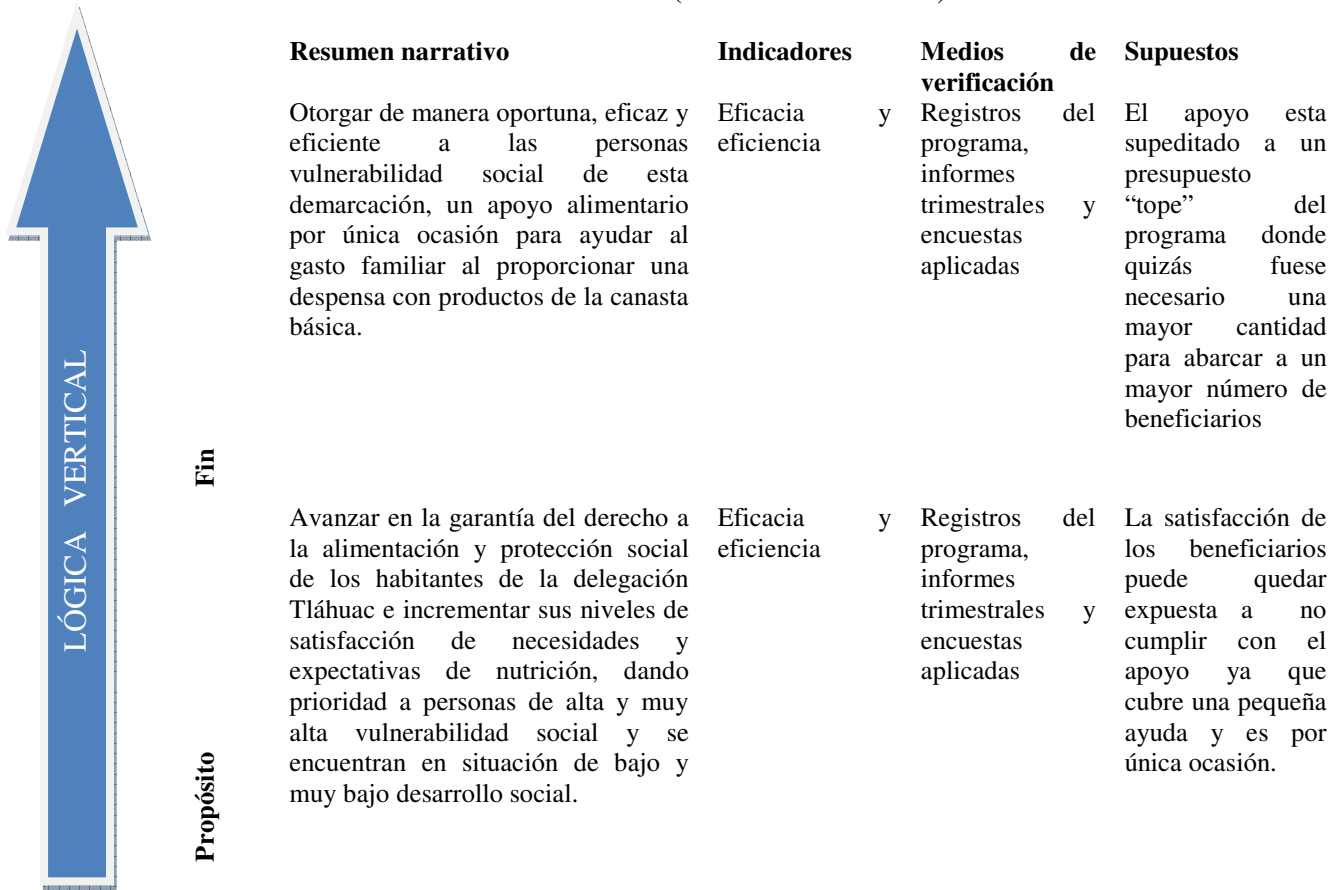 Resumen narrativo
Indicadores
Medios de
verificación
Supuestos
Otorgar de manera oportuna, eficaz y
eficiente a las personas
vulnerabilidad social de esta
demarcación, un apoyo alimentario
por única ocasión para ayudar al
gasto familiar al proporcionar una
despensa con productos de la canasta
básica.
Eficacia y
eficiencia
Registros del
programa,
informes
trimestrales y
encuestas
aplicadas
El apoyo esta
supeditado a un
presupuesto
“tope” del
programa donde
quizás fuese
necesario una
mayor cantidad
para abarcar a un
mayor número de
beneficiarios
Fin
LÓGICA VERTICAL
Avanzar en la garantía del derecho a
la alimentación y protección social
de los habitantes de la delegación
Tláhuac e incrementar sus niveles de
satisfacción de necesidades y
expectativas de nutrición, dando
prioridad a personas de alta y muy
alta vulnerabilidad social y se
encuentran en situación de bajo y
muy bajo desarrollo social.
Eficacia y
eficiencia
Registros del
programa,
informes
trimestrales y
encuestas
aplicadas
La satisfacción de
los beneficiarios
puede quedar
expuesta a no
cumplir con el
apoyo ya que
cubre una pequeña
ayuda y es por
única ocasión.
Propósito